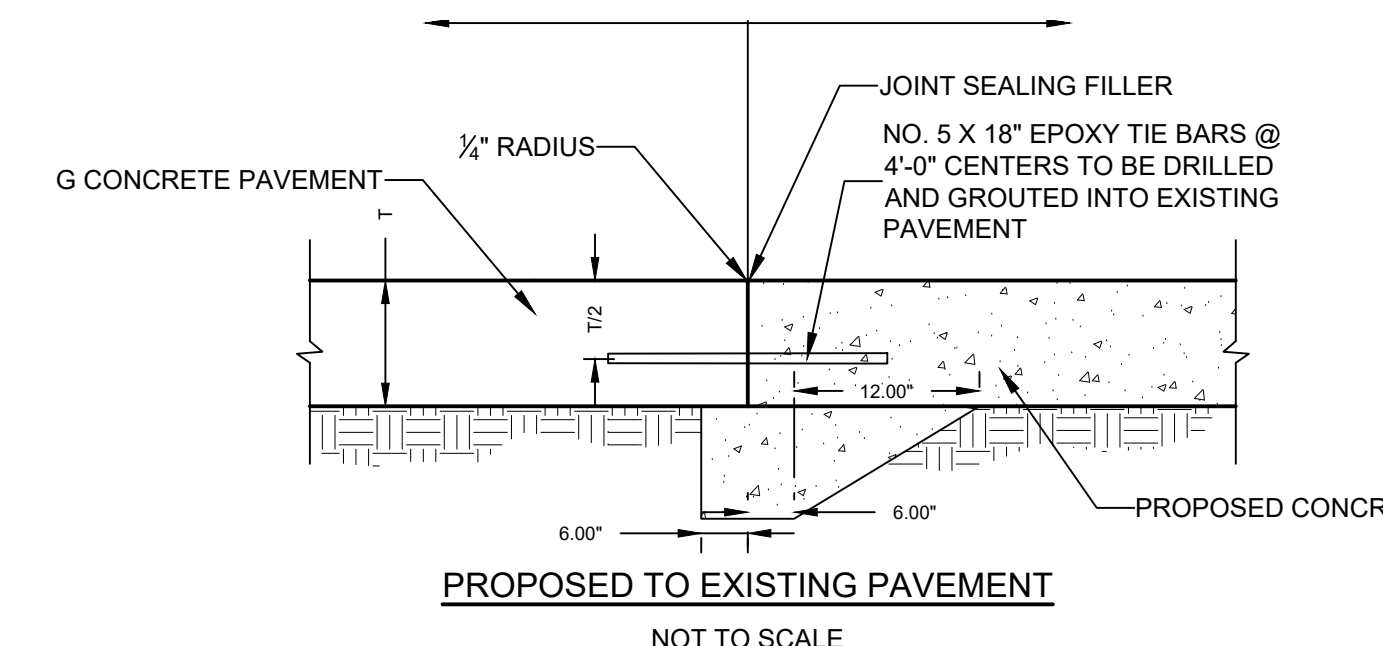 JOINT SEALING FILLER
¼" RADIUS
NO. 5 X 18" EPOXY TIE BARS @
4'-0" CENTERS TO BE DRILLED
AND GROUTED INTO EXISTING
PAVEMENT
G CONCRETE PAVEMENT
T
T/2
12.00"
6.00"
6.00"
PROPOSED CONCR
PROPOSED TO EXISTING PAVEMENT
NOT TO SCALE